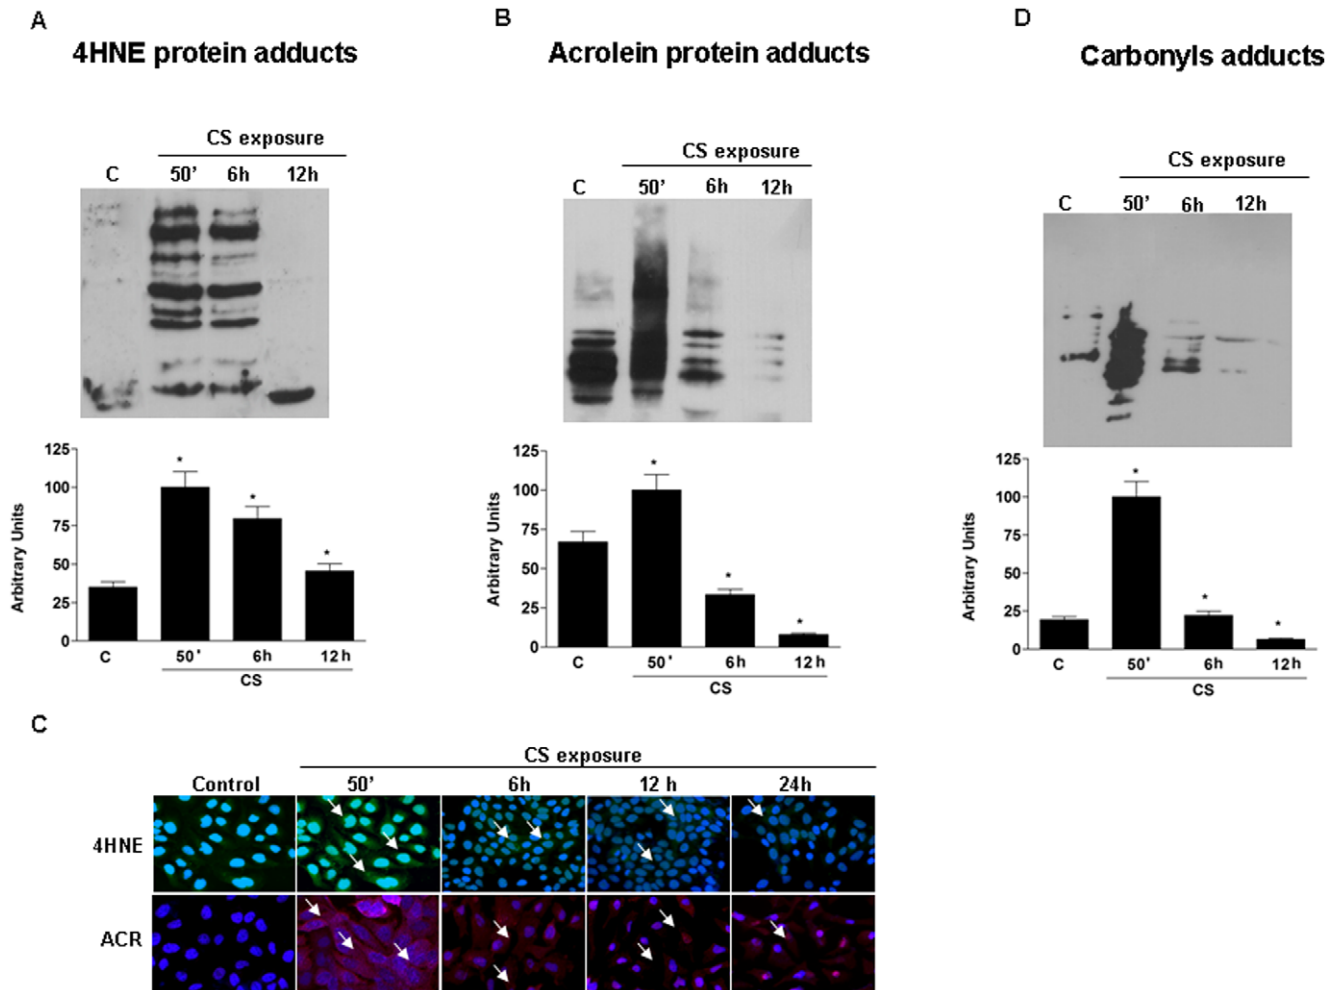 A
4HNE protein adducts
CS exposure
C 50' 6h 12h
125
100
75
50
25
0
Arbitrary Units
* * *
C 50' 6h 12h
CS
B
Acrolein protein adducts
CS exposure
C 50' 6h 12h
125
100
75
50
25
0
Arbitrary Units
* * *
C 50' 6h 12h
CS
D
Carbonyls adducts
CS exposure
C 50' 6h 12h
125
100
75
50
25
0
Arbitrary Units
* * *
C 50' 6h 12h
CS
C
CS exposure
Control 50' 6h 12 h 24h
4HNE
ACR